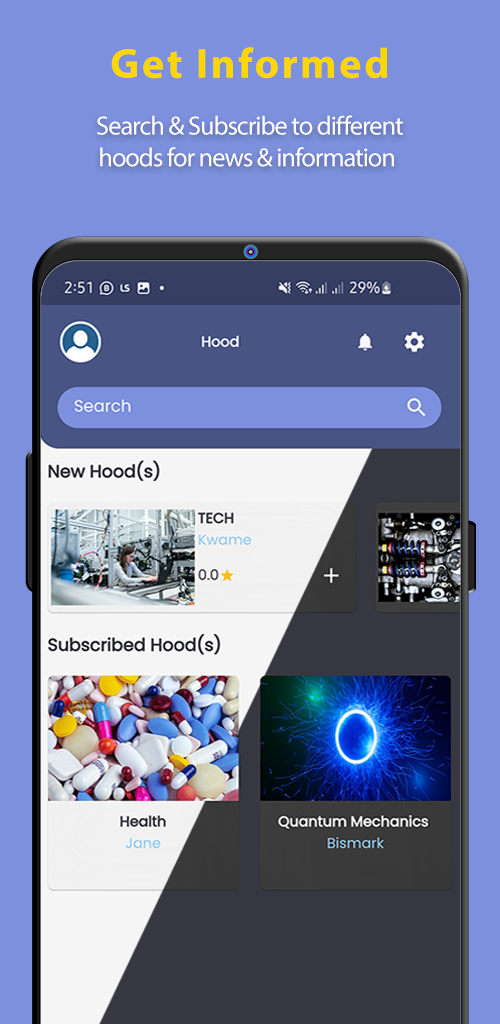 Get Informed
Search & Subscribe to different
hoods for news & information
2:51 LS 29%
Hood
Search
New Hood(s)
TECH
Kwame
0.0
Subscribed Hood(s)
Health
Jane
Quantum Mechanics
Bismark